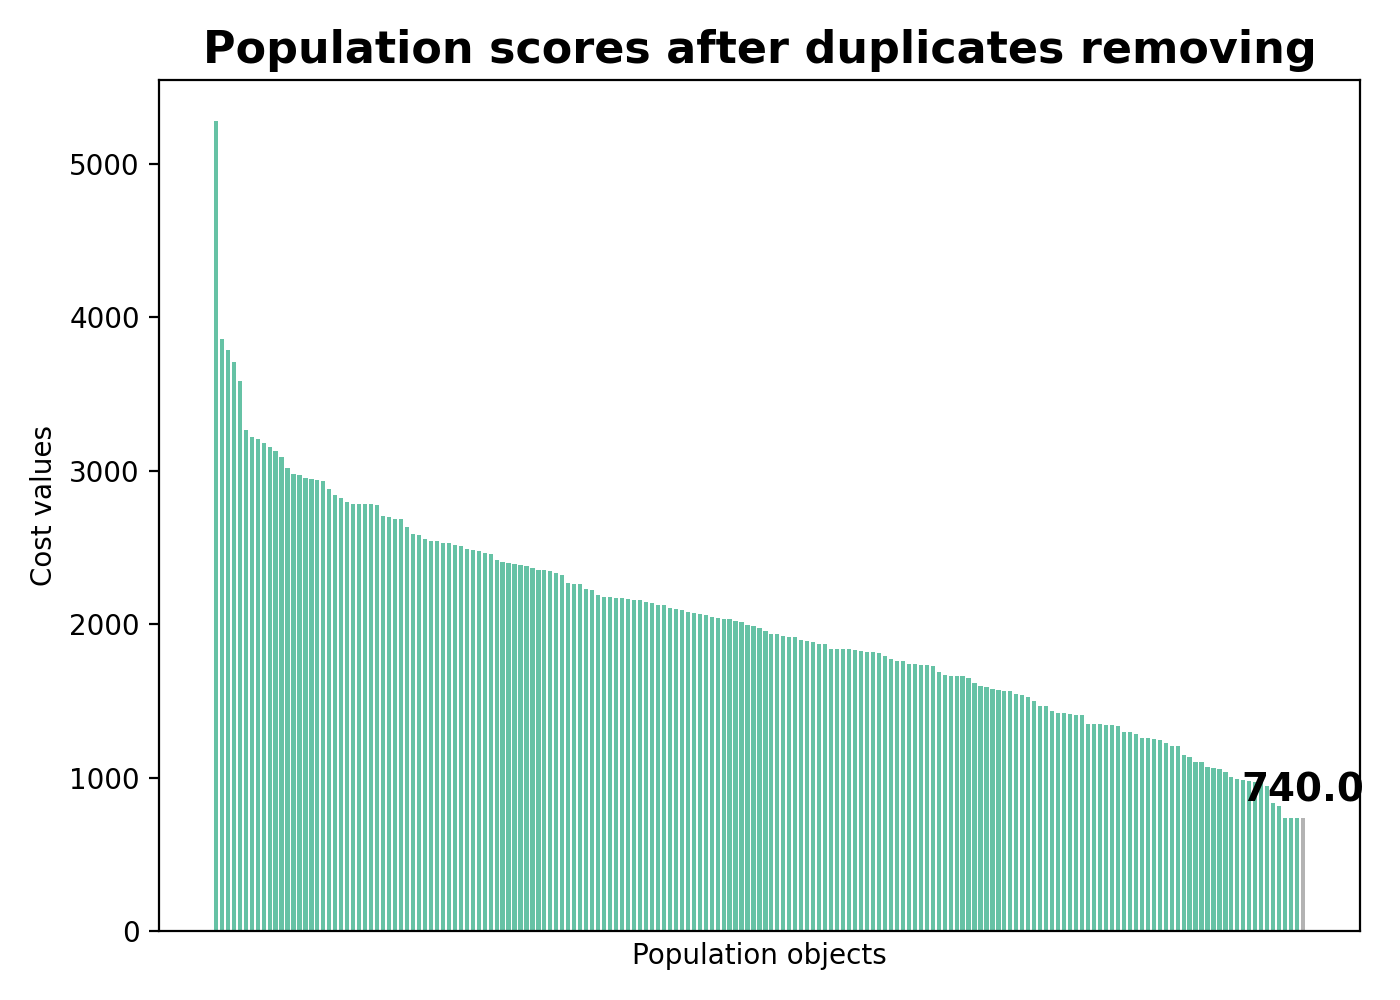 Population scores after duplicates removing
5000
4000
3000
2000
1000
0
Cost values
740.0
Population objects